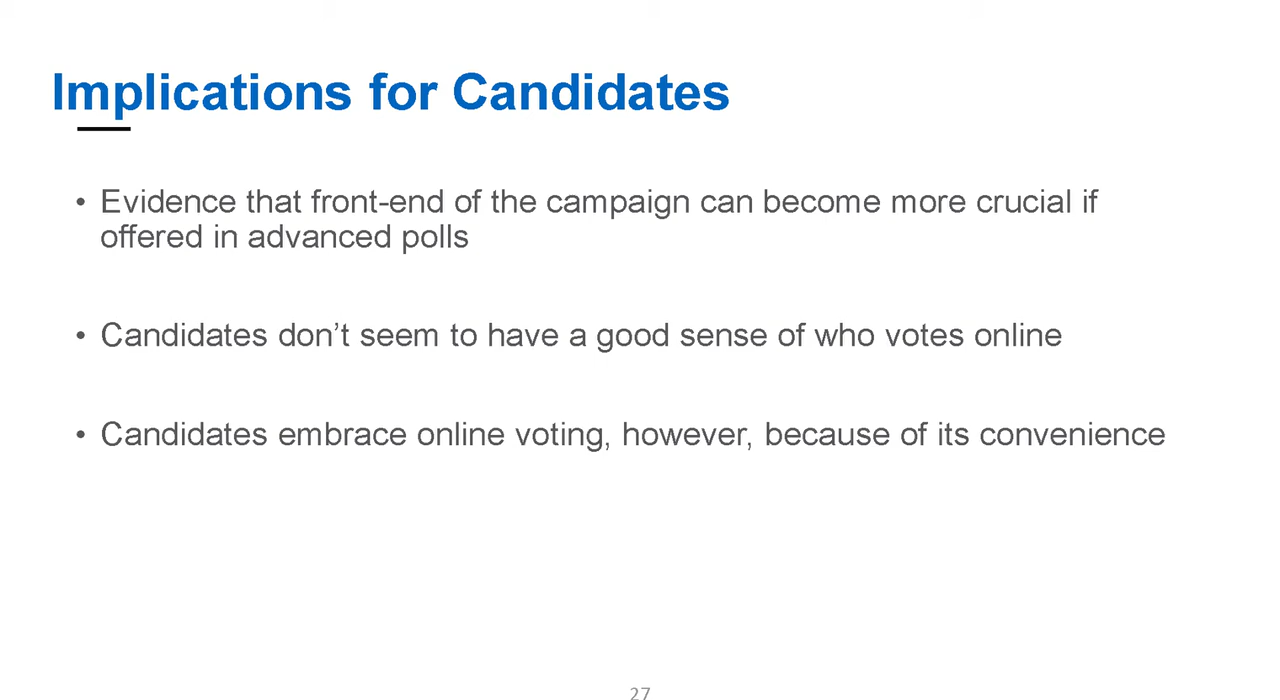 Implications for Candidates
• Evidence that front-end of the campaign can become more crucial if
offered in advanced polls
• Candidates don’t seem to have a good sense of who votes online
• Candidates embrace online voting, however, because of its convenience
27